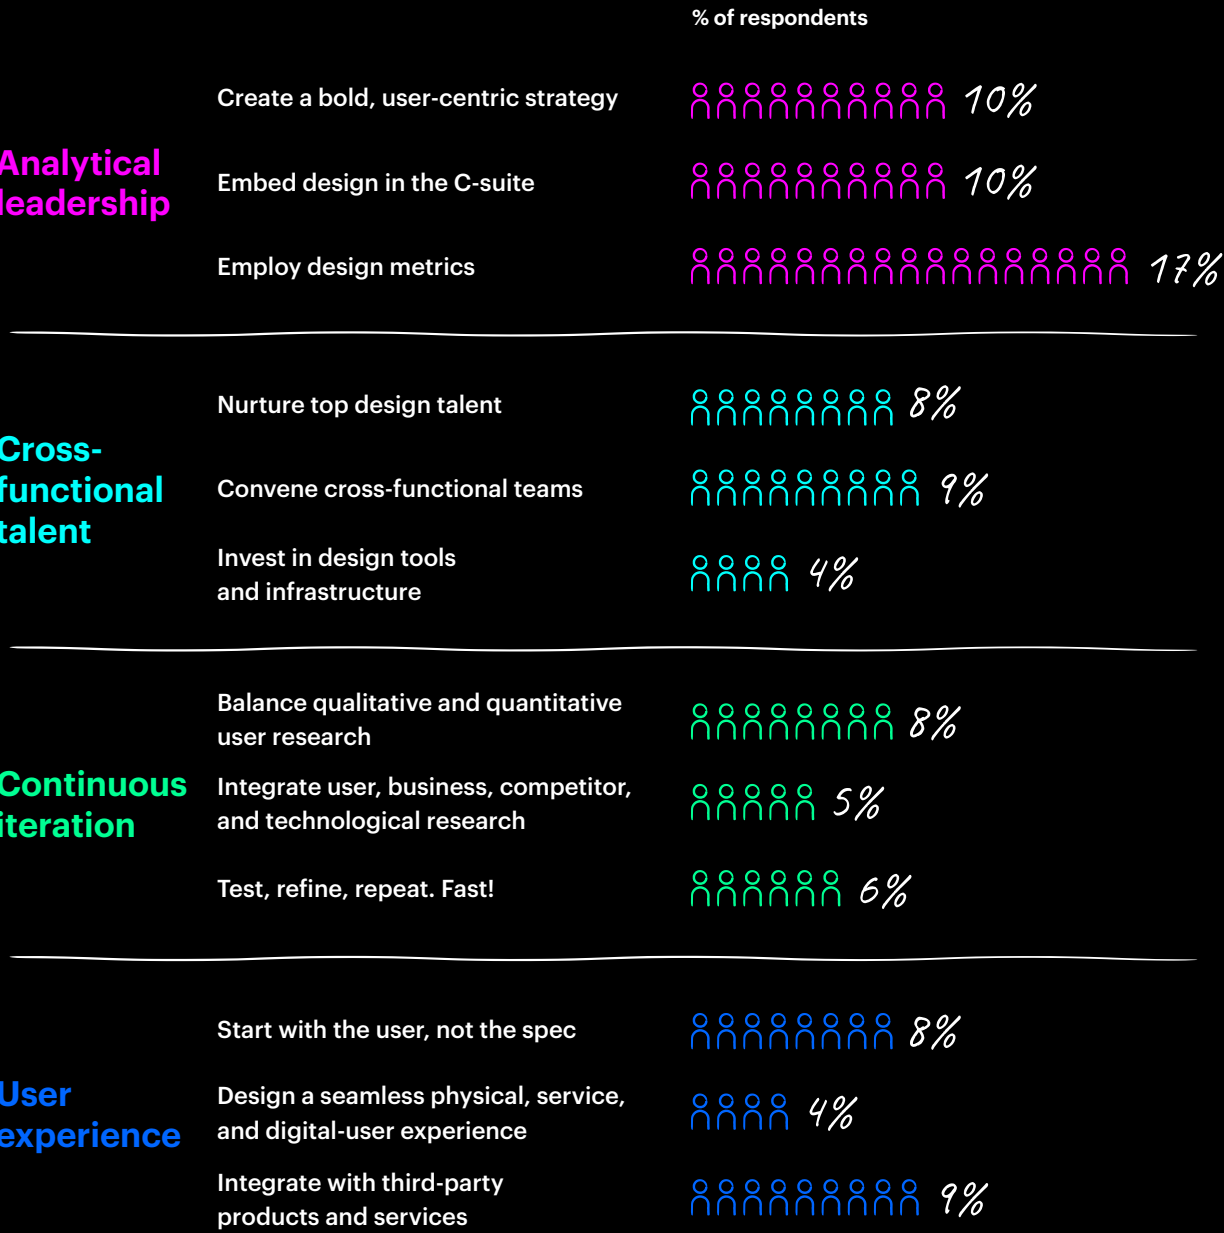 % of respondents
Analytical
leadership
Create a bold, user-centric strategy
10%
Embed design in the C-suite
10%
Employ design metrics
17%
Cross-
functional
talent
Nurture top design talent
8%
Convene cross-functional teams
9%
Invest in design tools
and infrastructure
4%
Continuous
iteration
Balance qualitative and quantitative
user research
8%
Integrate user, business, competitor,
and technological research
5%
Test, refine, repeat. Fast!
6%
User
experience
Start with the user, not the spec
8%
Design a seamless physical, service,
and digital-user experience
4%
Integrate with third-party
products and services
9%